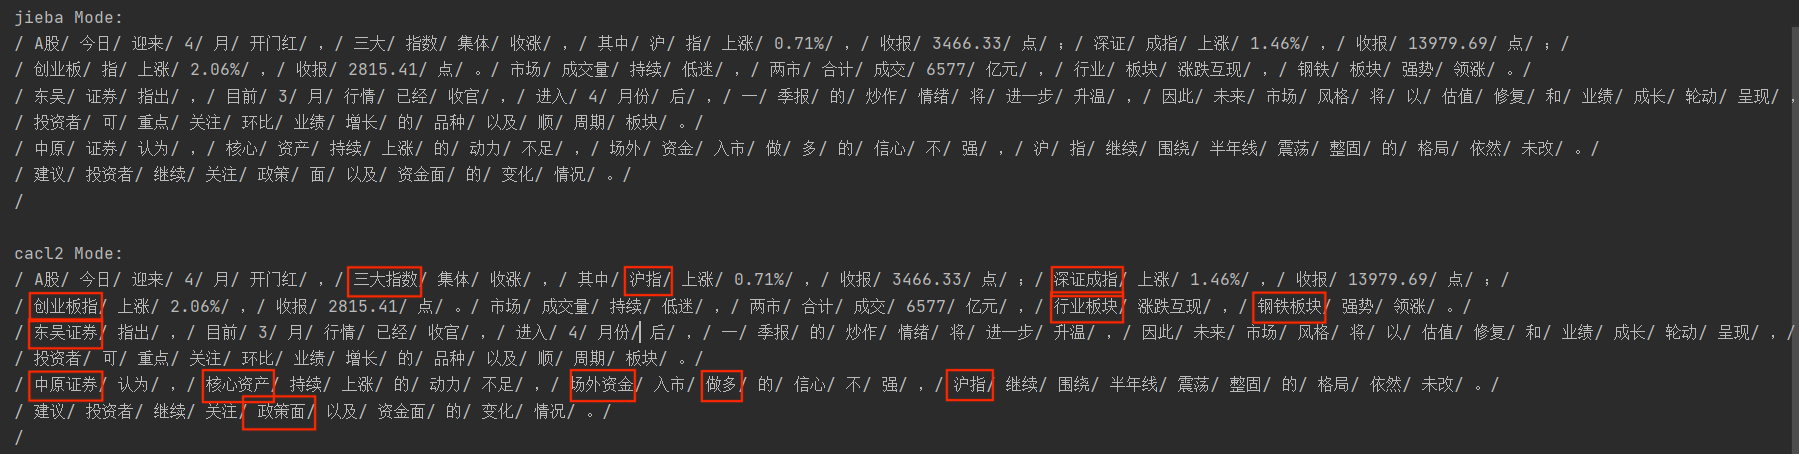 jieba Mode:
/ A股/ 今日/ 迎来/ 4/ 月/ 开门红/ ，/ 三大/ 指数/ 集体/ 收涨/ ，/ 其中/ 沪/ 指/ 上涨/ 0.71%/ ，/ 收报/ 3466.33/ 点/ ；/ 深证/ 成指/ 上涨/ 1.46%/ ，/ 收报/ 13979.69/ 点/ ；/
/ 创业板/ 指/ 上涨/ 2.06%/ ，/ 收报/ 2815.41/ 点/ 。/ 市场/ 成交量/ 持续/ 低迷/ ，/ 两市/ 合计/ 成交/ 6577/ 亿元/ ，/ 行业/ 板块/ 涨跌互现/ ，/ 钢铁/ 板块/ 强势/ 领涨/ 。/
/ 东吴/ 证券/ 指出/ ，/ 目前/ 3/ 月/ 行情/ 已经/ 收官/ ，/ 进入/ 4/ 月份/ 后/ ，/ 一/ 季报/ 的/ 炒作/ 情绪/ 将/ 进一步/ 升温/ ，/ 因此/ 未来/ 市场/ 风格/ 将/ 以/ 估值/ 修复/ 和/ 业绩/ 成长/ 轮动/ 呈现/ ，
/ 投资者/ 可/ 重点/ 关注/ 环比/ 业绩/ 增长/ 的/ 品种/ 以及/ 顺/ 周期/ 板块/ 。/
/ 中原/ 证券/ 认为/ ，/ 核心/ 资产/ 持续/ 上涨/ 的/ 动力/ 不足/ ，/ 场外/ 资金/ 入市/ 做/ 多/ 的/ 信心/ 不/ 强/ ，/ 沪/ 指/ 继续/ 围绕/ 半年线/ 震荡/ 整固/ 的/ 格局/ 依然/ 未改/ 。/
/ 建议/ 投资者/ 继续/ 关注/ 政策/ 面/ 以及/ 资金面/ 的/ 变化/ 情况/ 。/
/
cacl2 Mode:
/ A股/ 今日/ 迎来/ 4/ 月/ 开门红/ ，/ 三大指数/ 集体/ 收涨/ ，/ 其中/ 沪指/ 上涨/ 0.71%/ ，/ 收报/ 3466.33/ 点/ ；/ 深证成指/ 上涨/ 1.46%/ ，/ 收报/ 13979.69/ 点/ ；/
/ 创业板指/ 上涨/ 2.06%/ ，/ 收报/ 2815.41/ 点/ 。/ 市场/ 成交量/ 持续/ 低迷/ ，/ 两市/ 合计/ 成交/ 6577/ 亿元/ ，/ 行业板块/ 涨跌互现/ ，/ 钢铁板块/ 强势/ 领涨/ 。/
/ 东吴证券/ 指出/ ，/ 目前/ 3/ 月/ 行情/ 已经/ 收官/ ，/ 进入/ 4/ 月份/ 后/ ，/ 一/ 季报/ 的/ 炒作/ 情绪/ 将/ 进一步/ 升温/ ，/ 因此/ 未来/ 市场/ 风格/ 将/ 以/ 估值/ 修复/ 和/ 业绩/ 成长/ 轮动/ 呈现/ ，/
/ 投资者/ 可/ 重点/ 关注/ 环比/ 业绩/ 增长/ 的/ 品种/ 以及/ 顺/ 周期/ 板块/ 。/
/ 中原证券/ 认为/ ，/ 核心资产/ 持续/ 上涨/ 的/ 动力/ 不足/ ，/ 场外资金/ 入市/ 做多/ 的/ 信心/ 不/ 强/ ，/ 沪指/ 继续/ 围绕/ 半年线/ 震荡/ 整固/ 的/ 格局/ 依然/ 未改/ 。/
/ 建议/ 投资者/ 继续/ 关注/ 政策面/ 以及/ 资金面/ 的/ 变化/ 情况/ 。/
/